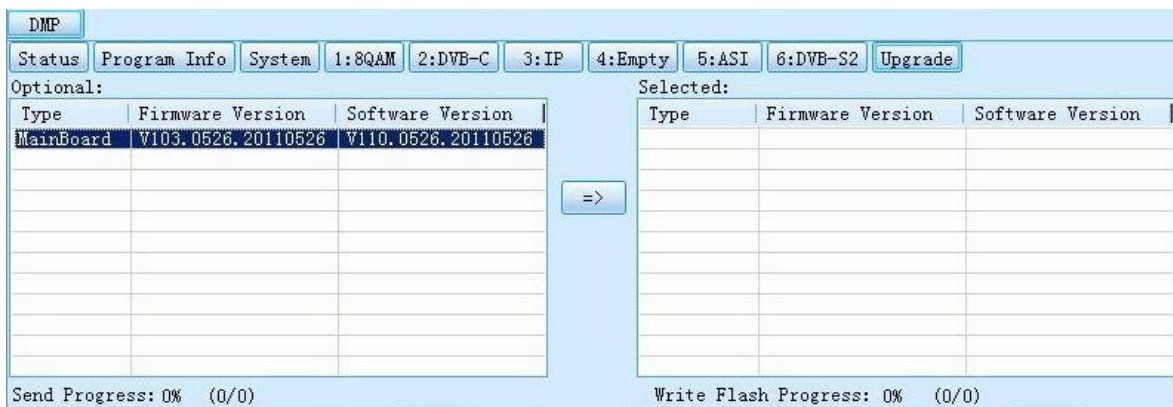 DMP
Status Program Info System 1:8QAM 2:DVB-C 3:IP 4:Empty 5:ASI 6:DVB-S2 Upgrade
Optional: Selected:
Type Firmware Version Software Version Type Firmware Version Software Version
MainBoard V103.0526.20110526 V110.0526.20110526
=>
Send Progress: 0% (0/0) Write Flash Progress: 0% (0/0)